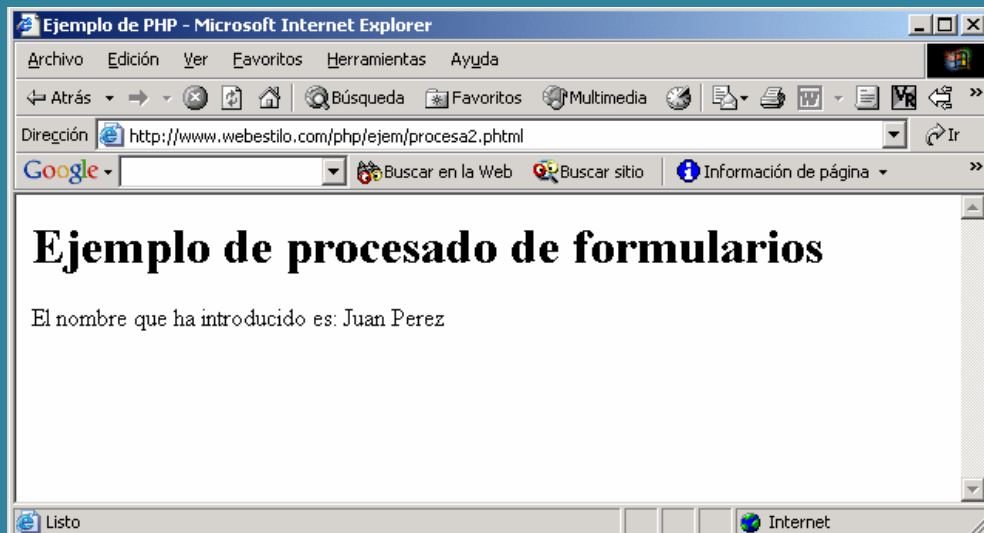 Ejemplo de PHP - Microsoft Internet Explorer
Archivo Edición Ver Favoritos Herramientas Ayuda
Atrás Búsqueda Favoritos Multimedia W VR »
Dirección http://www.webestilo.com/php/ejem/procesa2.phtml Ir
Google Buscar en la Web Buscar sitio Información de página »
Ejemplo de procesado de formularios
El nombre que ha introducido es: Juan Perez
Listo Internet